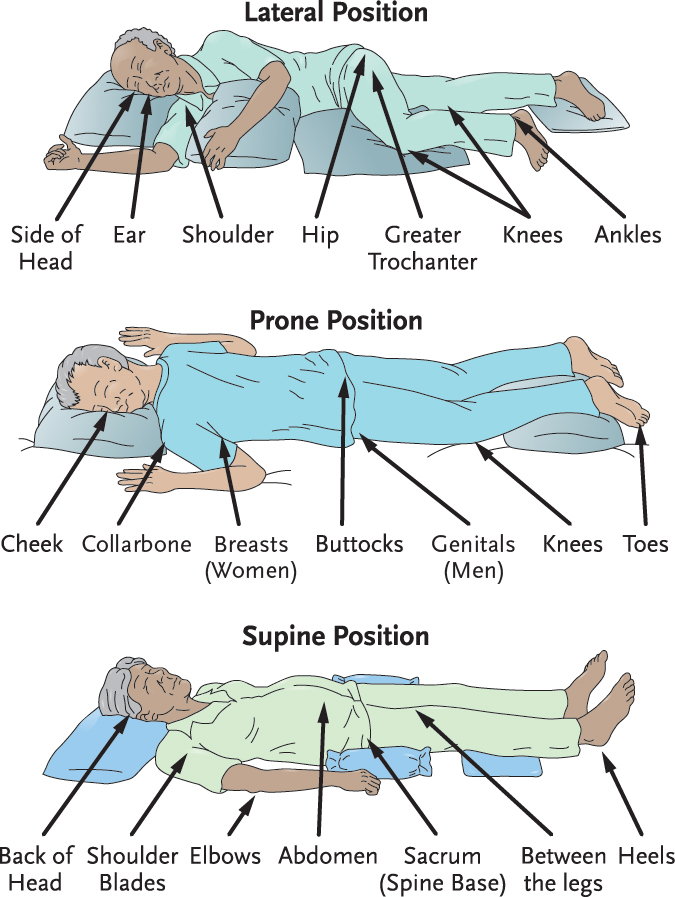 Lateral Position
Side of Head
Ear
Shoulder
Hip
Greater Trochanter
Knees
Ankles
Prone Position
Cheek
Collarbone
Breasts (Women)
Buttocks
Genitals (Men)
Knees
Toes
Supine Position
Back of Head
Shoulder Blades
Elbows
Abdomen
Sacrum (Spine Base)
Between the legs
Heels